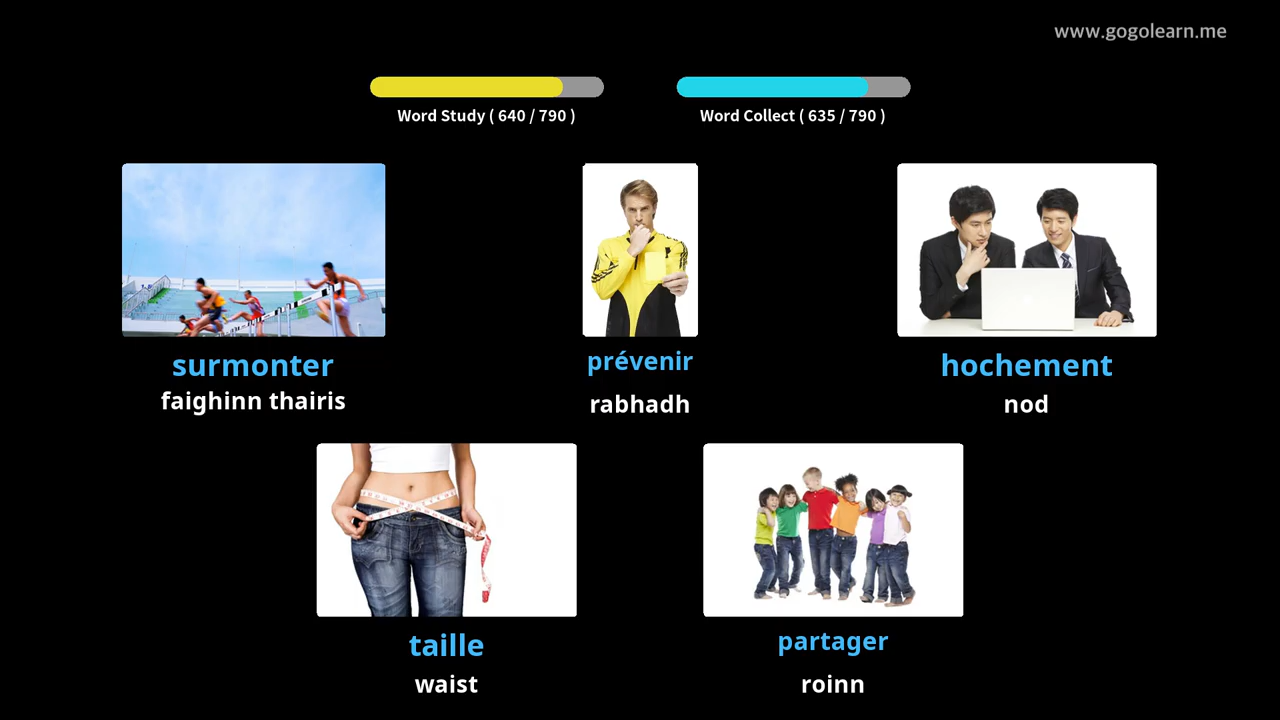 www.gogolearn.me
Word Study ( 640 / 790 )
Word Collect ( 635 / 790 )
surmonter
faighinn thairis
prévenir
rabhadh
hochement
nod
taille
waist
partager
roinn